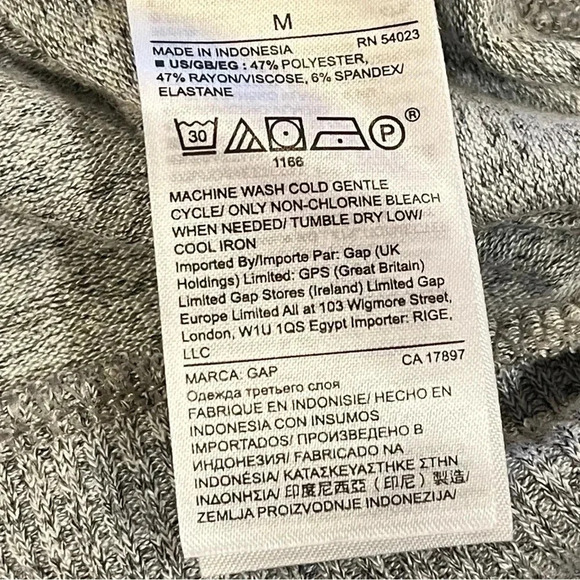 M
MADE IN INDONESIA RN 54023
■ US/GB/EG : 47% POLYESTER,
47% RAYON/VISCOSE, 6% SPANDEX/
ELASTANE
30 P ®
1166
MACHINE WASH COLD GENTLE
CYCLE/ ONLY NON-CHLORINE BLEACH
WHEN NEEDED/ TUMBLE DRY LOW/
COOL IRON
Imported By/Importe Par: Gap (UK
Holdings) Limited: GPS (Great Britain)
Limited Gap Stores (Ireland) Limited Gap
Europe Limited All at 103 Wigmore Street,
London, W1U 1QS Egypt Importer: RIGE,
LLC
MARCA: GAP CA 17897
Одежда третьего слоя
FABRIQUE EN INDONISIE/ HECHO EN
INDONESIA CON INSUMOS
IMPORTADOS/ ПРОИЗВЕДЕНО В
ИНДОНЕЗИЯ/ FABRICADO NA
INDONÉSIA/ ΚΑΤΑΣΚΕΥΑΣΤΗΚΕ ΣΤΗΝ
ΙΝΔΟΝΗΣΙΑ/ 印度尼西亞（印尼）製造/
ZEMLJA PROIZVODNJE INDONEZIJA/